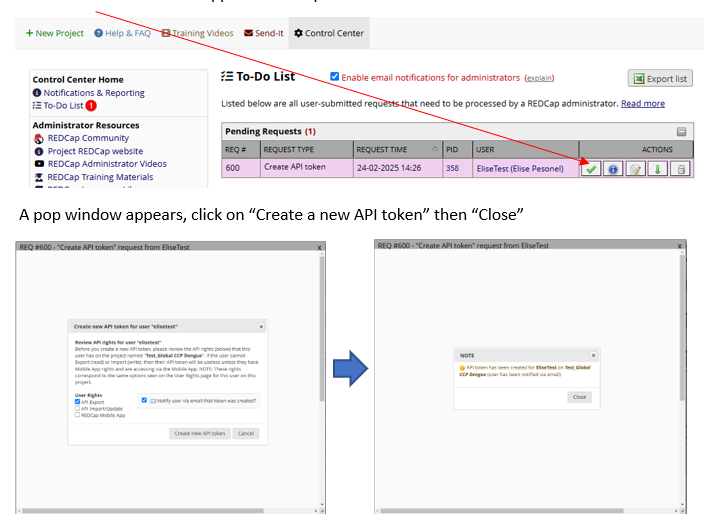 + New Project Help & FAQ Training Videos Send-It Control Center
Control Center Home
Notifications & Reporting
To-Do List 1
Administrator Resources
REDCap Community
Project REDCap website
REDCap Administrator Videos
REDCap Training Materials
To-Do List Enable email notifications for administrators (explain) Export list
Listed below are all user-submitted requests that need to be processed by a REDCap administrator. Read more
Pending Requests (1)
REQ # REQUEST TYPE REQUEST TIME PID USER ACTIONS
600 Create API token 24-02-2025 14:26 358 EliseTest (Elise Pesonel)
A pop window appears, click on “Create a new API token” then “Close”
REQ #600 - "Create API token" request from EliseTest x
Create new API token for user "elisetest"
Review API rights for user "elisetest"
Before you create a new API token, please review the API rights (below) that this
user has on the project named "Test_Global CCP Dengue". If the user cannot
Export (read) or Import (write), then their API token will be useless unless they have
Mobile App rights and are accessing via the Mobile App. NOTE: These rights
correspond to the same options seen on the User Rights page for this user on this
project.
User Rights
API Export
API Import/Update
REDCap Mobile App
Notify user via email that token was created?
Create new API token Cancel
REQ #600 - "Create API token" request from EliseTest x
NOTE
API token has been created for EliseTest on Test_Global
CCP Dengue (user has been notified via email)
Close